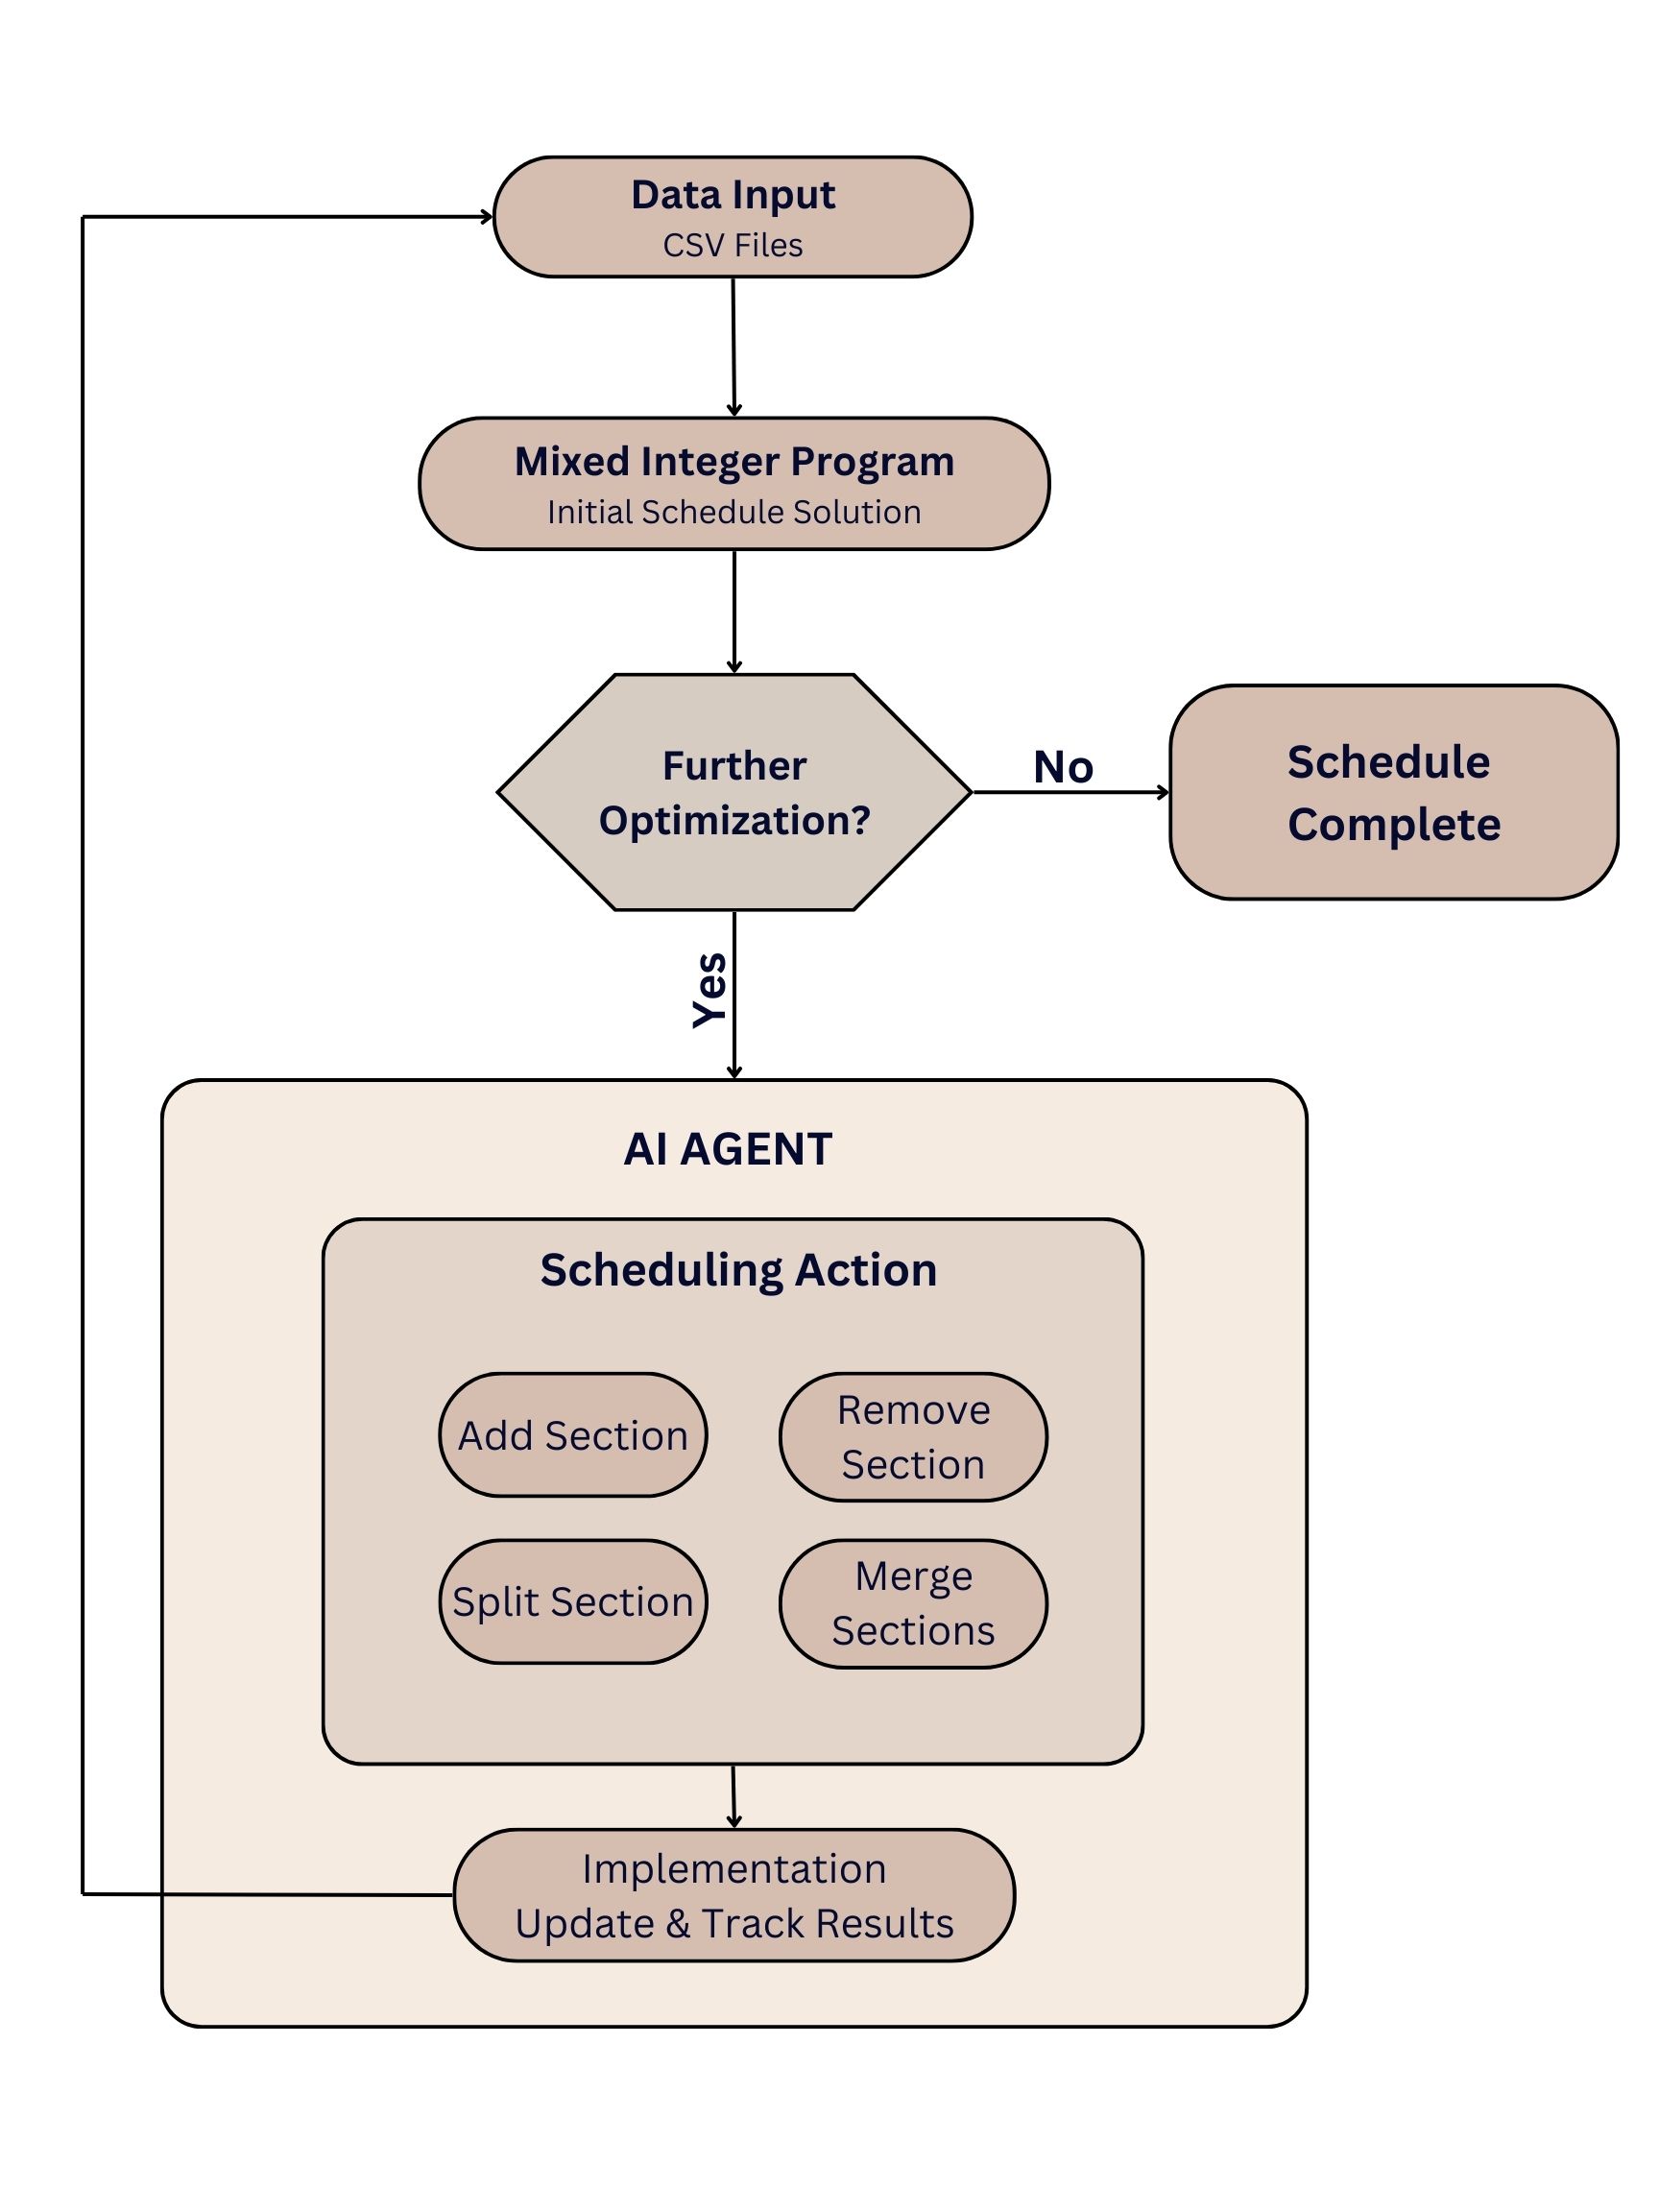 Data Input
CSV Files
Mixed Integer Program
Initial Schedule Solution
Further
Optimization?
No
Schedule
Complete
Yes
AI AGENT
Scheduling Action
Add Section
Remove
Section
Split Section
Merge
Sections
Implementation
Update & Track Results